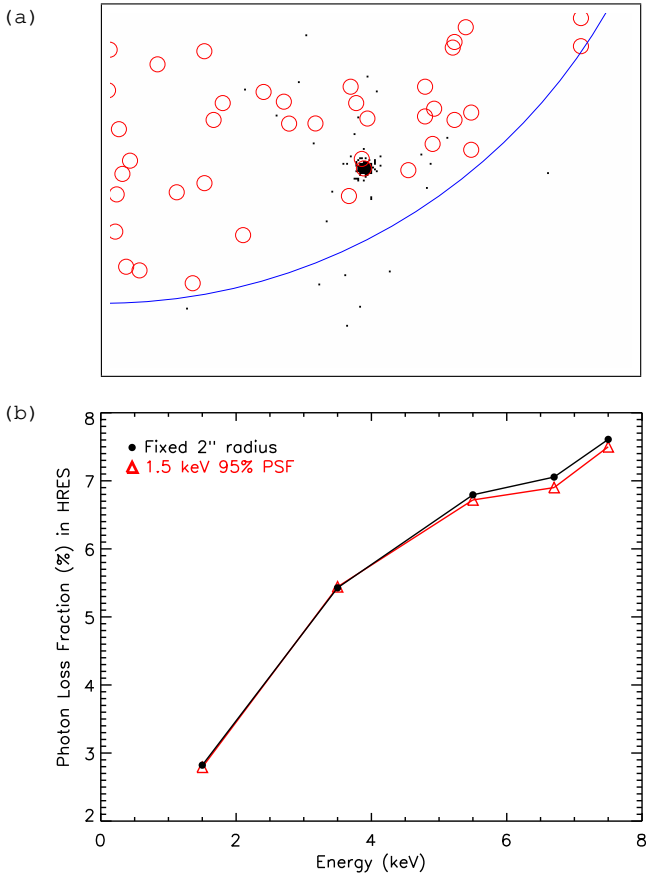 (a)
(b)
8
7
6
5
4
3
2
Photon Loss Fraction (%) in HRES
Fixed 2" radius
1.5 keV 95% PSF
0
2
4
6
8
Energy (keV)